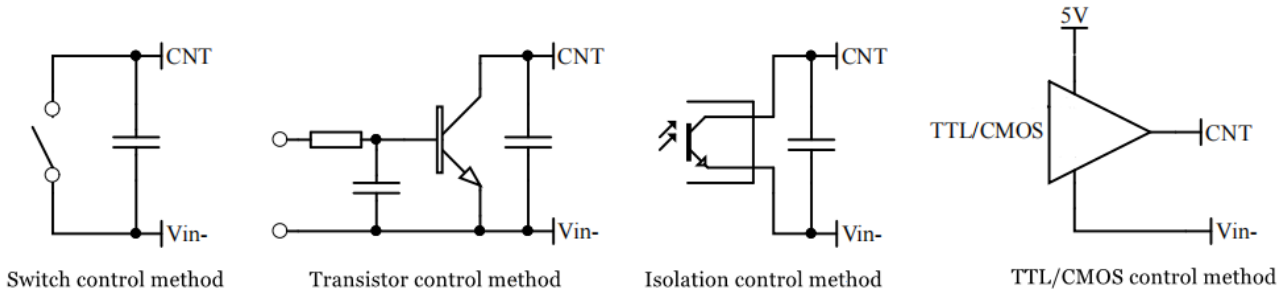 5V
CNT
CNT
CNT
TTL/CMOS
CNT
Vin-
Vin-
Vin-
Vin-
Switch control method
Transistor control method
Isolation control method
TTL/CMOS control method